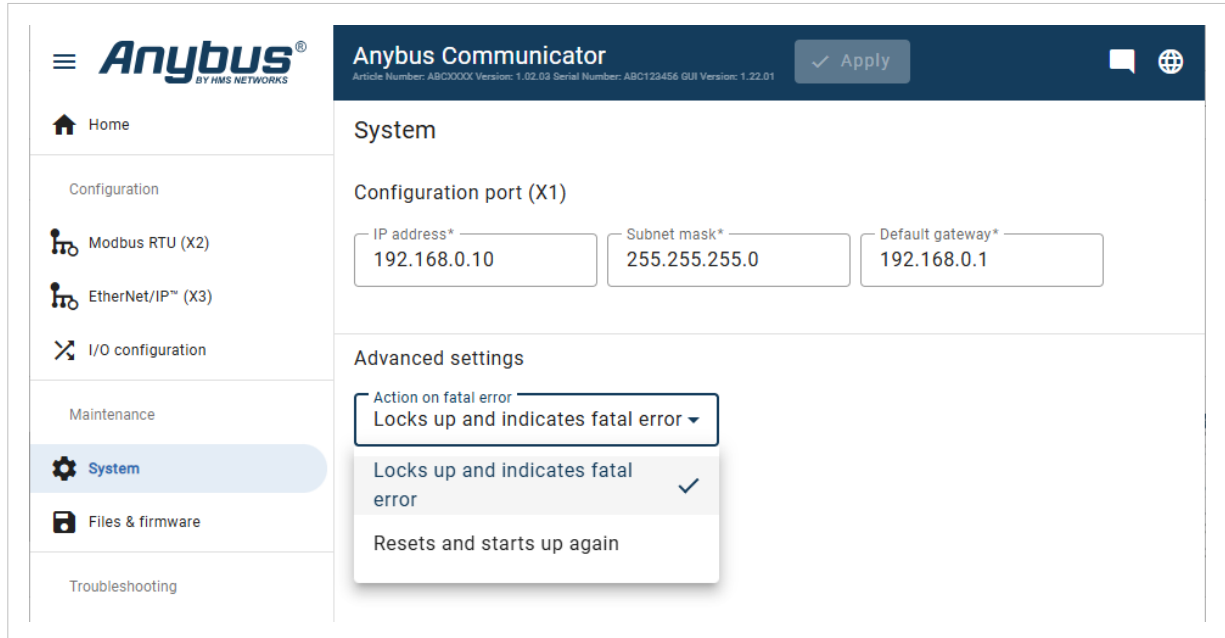 Anybus®
BY HMS NETWORKS
Anybus Communicator
Article Number: ABCXXXX Version: 1.02.03 Serial Number: ABC123456 GUI Version: 1.22.01
Apply
Home
Configuration
Modbus RTU (X2)
EtherNet/IP™ (X3)
I/O configuration
Maintenance
System
Files & firmware
Troubleshooting
System
Configuration port (X1)
IP address*
192.168.0.10
Subnet mask*
255.255.255.0
Default gateway*
192.168.0.1
Advanced settings
Action on fatal error
Locks up and indicates fatal error
Locks up and indicates fatal
error
Resets and starts up again